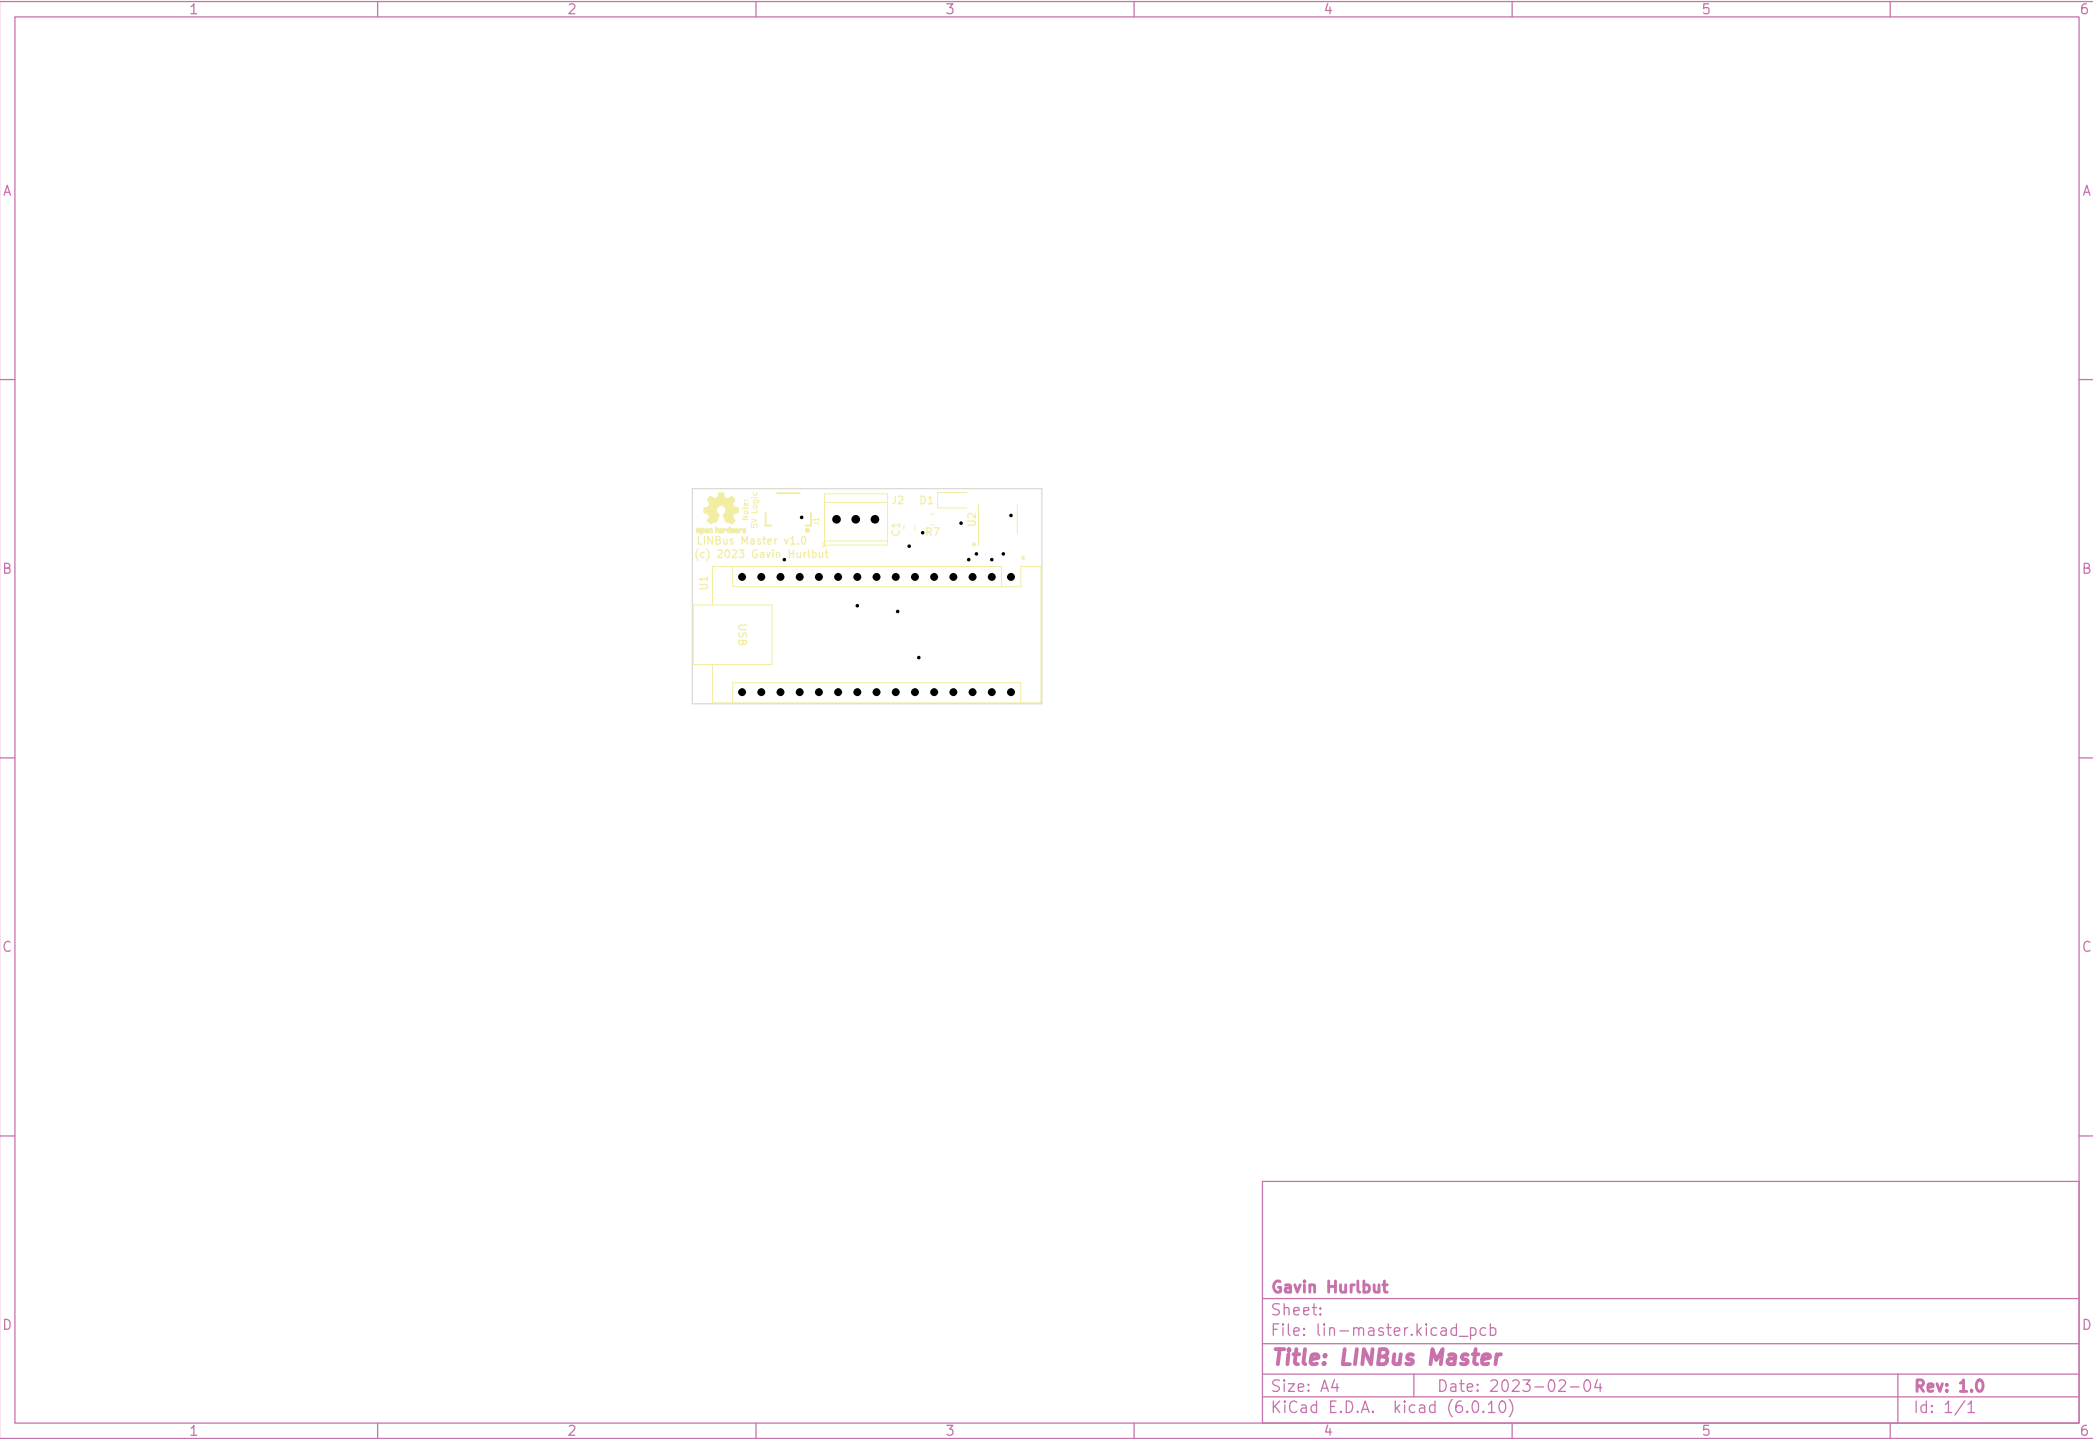 1 2 3 4 5 6
A A
Note:
5V Logic
J2 D1
J1
C1
R7
U2
open hardware
LINBus Master v1.0
(c) 2023 Gavin Hurlbut
B B
U1
USB
C C
Gavin Hurlbut
Sheet:
File: lin-master.kicad_pcb
D D
Title: LINBus Master
Size: A4 Date: 2023-02-04 Rev: 1.0
KiCad E.D.A. kicad (6.0.10) Id: 1/1
1 2 3 4 5 6